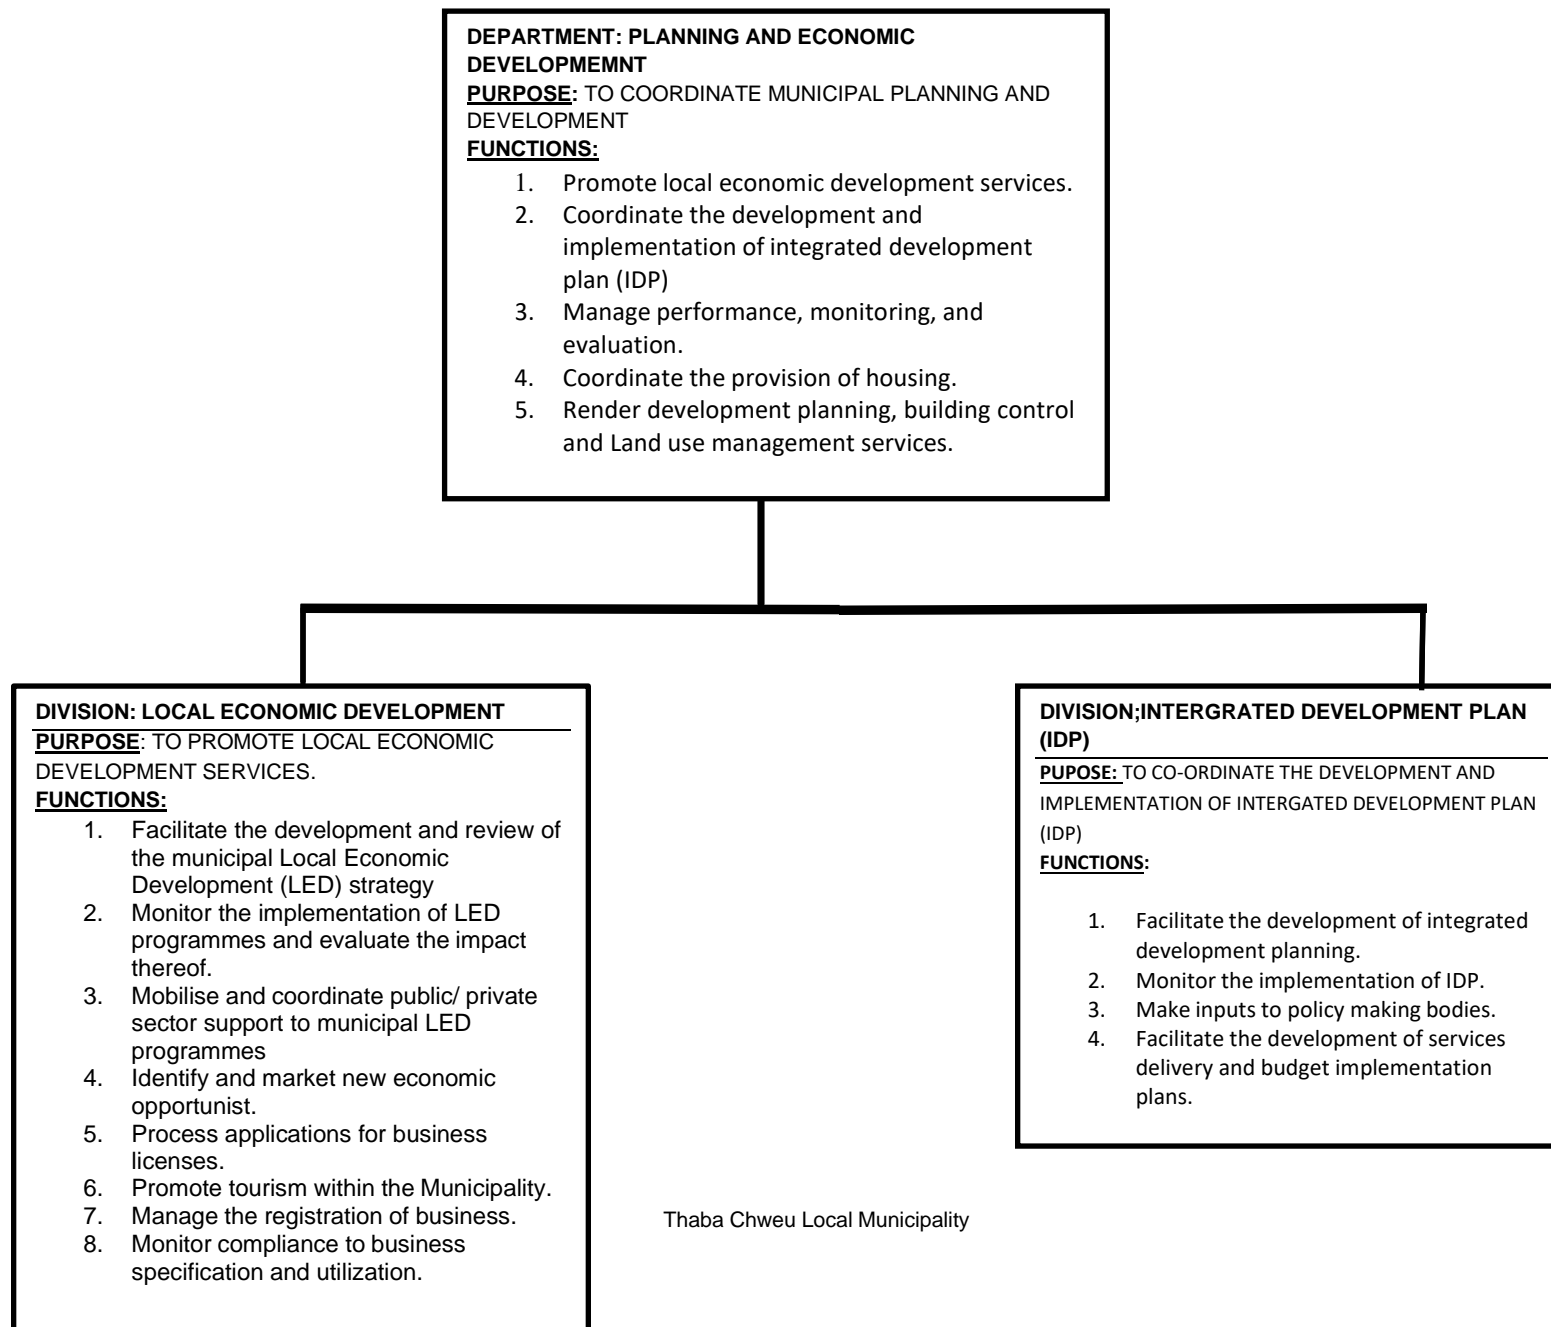 DEPARTMENT: PLANNING AND ECONOMIC
DEVELOPMEMNT
PURPOSE: TO COORDINATE MUNICIPAL PLANNING AND
DEVELOPMENT
FUNCTIONS:
1. Promote local economic development services.
2. Coordinate the development and
implementation of integrated development
plan (IDP)
3. Manage performance, monitoring, and
evaluation.
4. Coordinate the provision of housing.
5. Render development planning, building control
and Land use management services.
DIVISION: LOCAL ECONOMIC DEVELOPMENT
PURPOSE: TO PROMOTE LOCAL ECONOMIC
DEVELOPMENT SERVICES.
FUNCTIONS:
1. Facilitate the development and review of
the municipal Local Economic
Development (LED) strategy
2. Monitor the implementation of LED
programmes and evaluate the impact
thereof.
3. Mobilise and coordinate public/ private
sector support to municipal LED
programmes
4. Identify and market new economic
opportunist.
5. Process applications for business
licenses.
6. Promote tourism within the Municipality.
7. Manage the registration of business.
8. Monitor compliance to business
specification and utilization.
DIVISION;INTERGRATED DEVELOPMENT PLAN
(IDP)
PUPOSE: TO CO-ORDINATE THE DEVELOPMENT AND
IMPLEMENTATION OF INTERGATED DEVELOPMENT PLAN
(IDP)
FUNCTIONS:
1. Facilitate the development of integrated
development planning.
2. Monitor the implementation of IDP.
3. Make inputs to policy making bodies.
4. Facilitate the development of services
delivery and budget implementation
plans.
Thaba Chweu Local Municipality